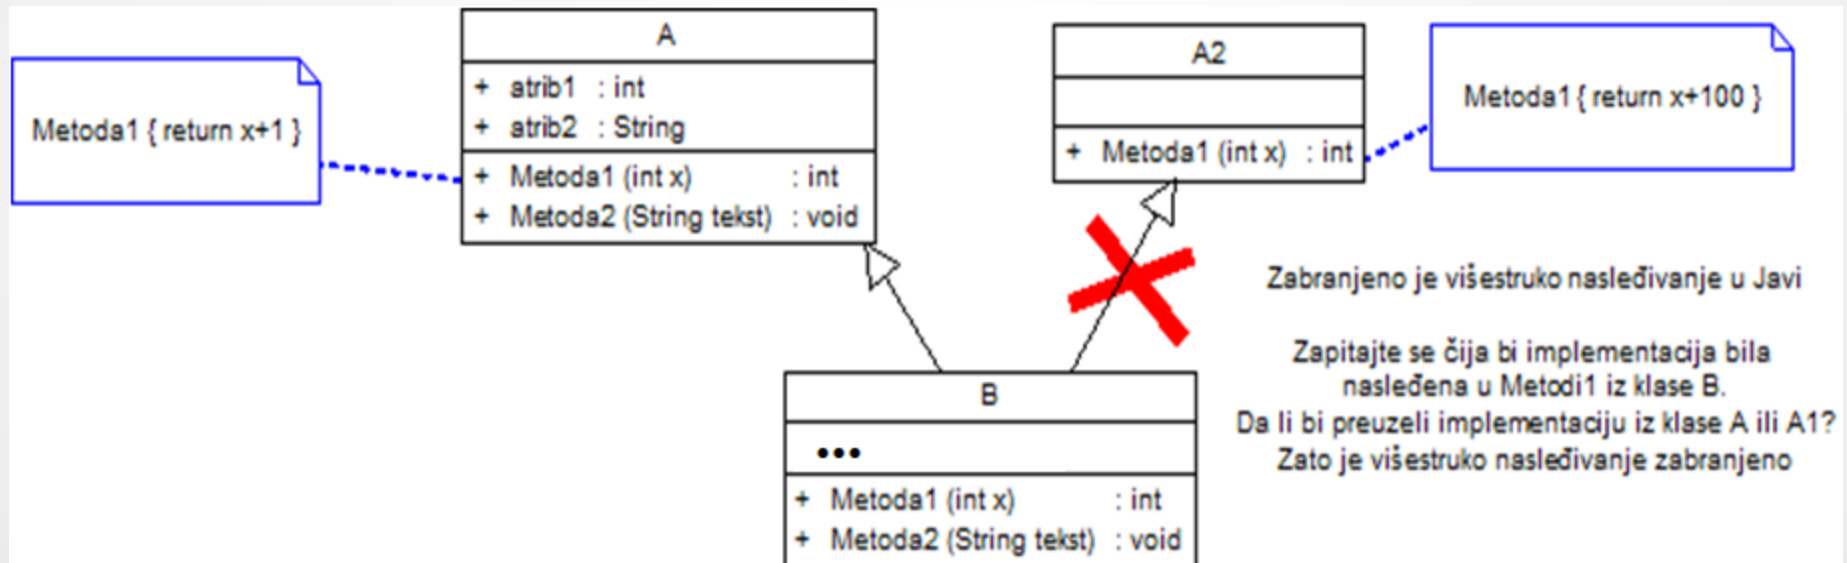 Metoda1 { return x+1 }
A
+ atrib1 : int
+ atrib2 : String
+ Metoda1 (int x) : int
+ Metoda2 (String tekst) : void
A2
+ Metoda1 (int x) : int
Metoda1 { return x+100 }
Zabranjeno je višestruko nasleđivanje u Javi
Zapitajte se čija bi implementacija bila
nasleđena u Metodi1 iz klase B.
Da li bi preuzeli implementaciju iz klase A ili A1?
Zato je višestruko nasleđivanje zabranjeno
B
•••
+ Metoda1 (int x) : int
+ Metoda2 (String tekst) : void